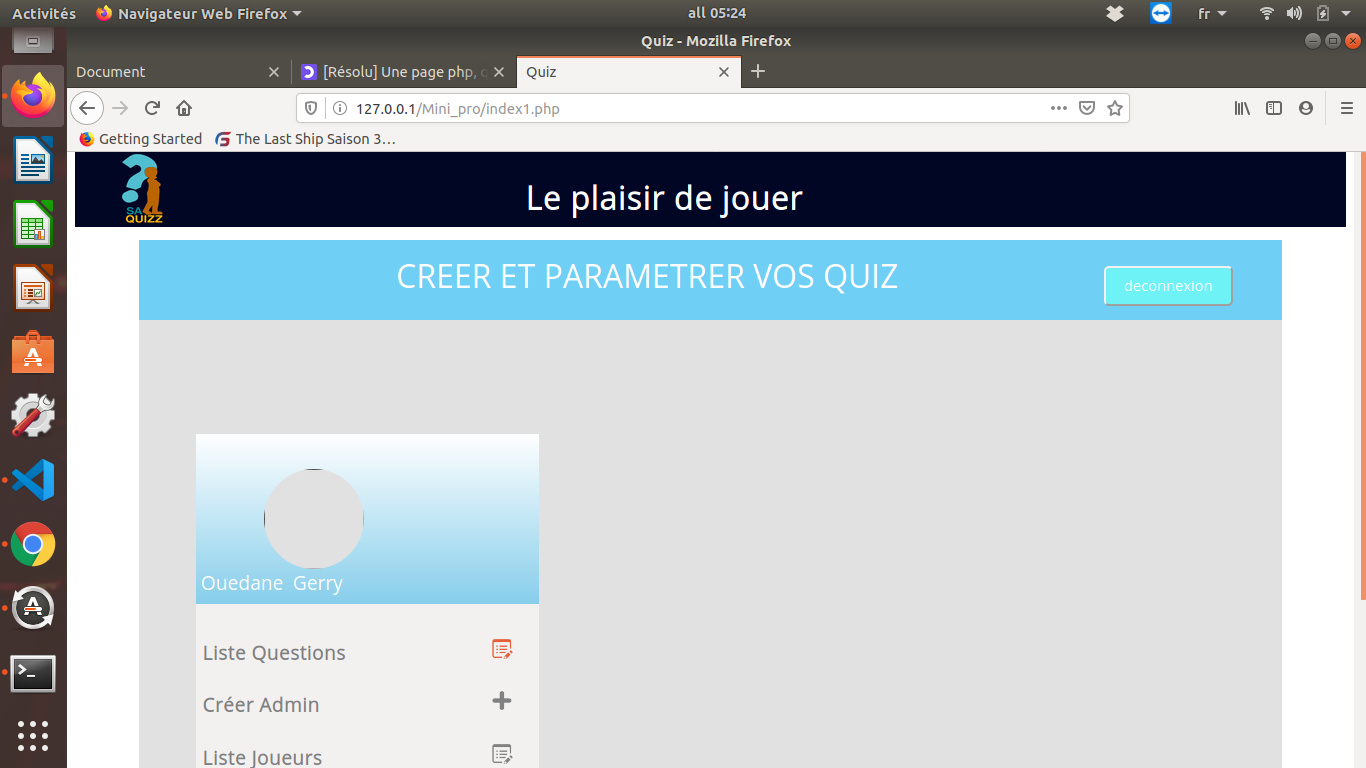 Activités Navigateur Web Firefox all 05:24 fr
Quiz - Mozilla Firefox
Document [Résolu] Une page php, q Quiz
127.0.0.1/Mini_pro/index1.php
Getting Started The Last Ship Saison 3…
SA
QUIZZ
Le plaisir de jouer
CREER ET PARAMETRER VOS QUIZ
deconnexion
Ouedane Gerry
Liste Questions
Créer Admin
Liste Joueurs